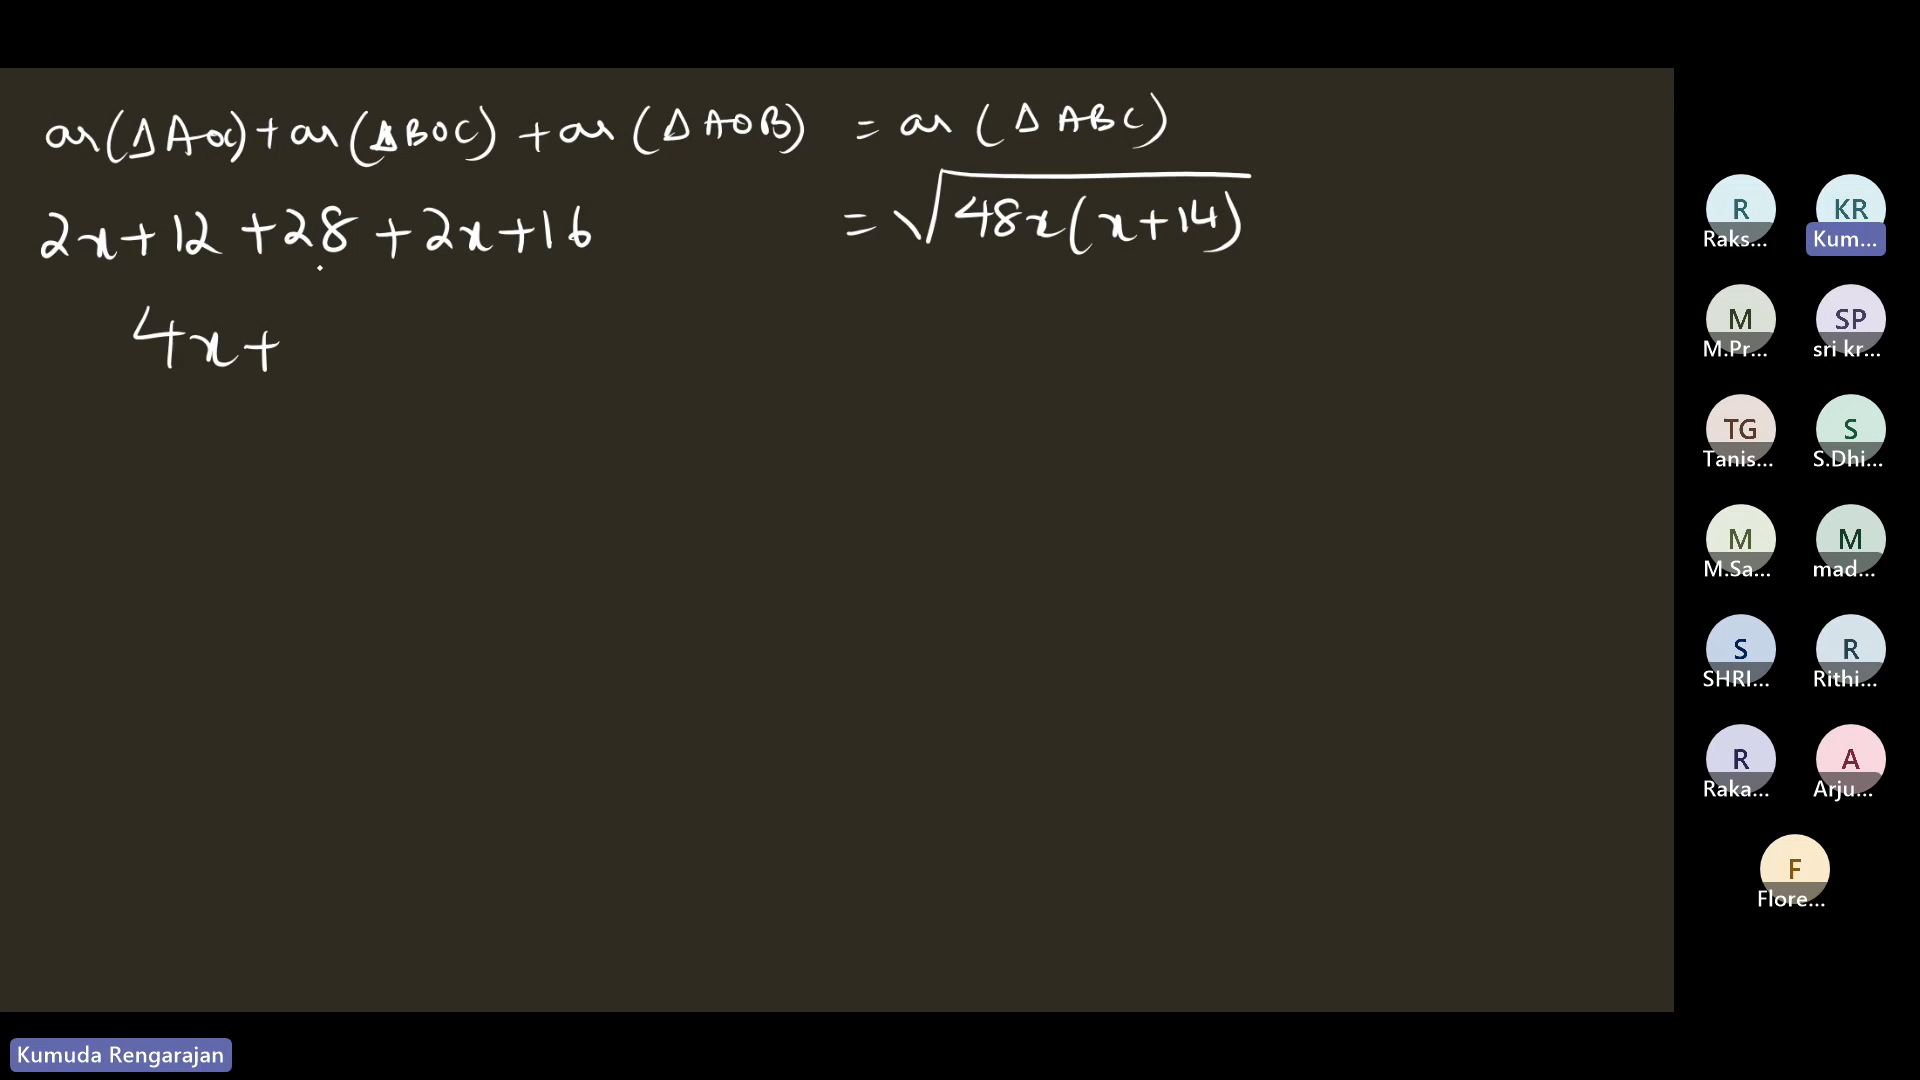 ar(ΔAOC)+ar(ΔBOC)+ar(ΔAOB) = ar(ΔABC)
2x+12+28+2x+16 = √48x(x+14)
4x+
R KR
Raks... Kum...
M SP
M.Pr... sri kr...
TG S
Tanis... S.Dhi...
M M
M.Sa... mad...
S R
SHRI... Rithi...
R A
Raka... Arju...
F
Flore...
Kumuda Rengarajan